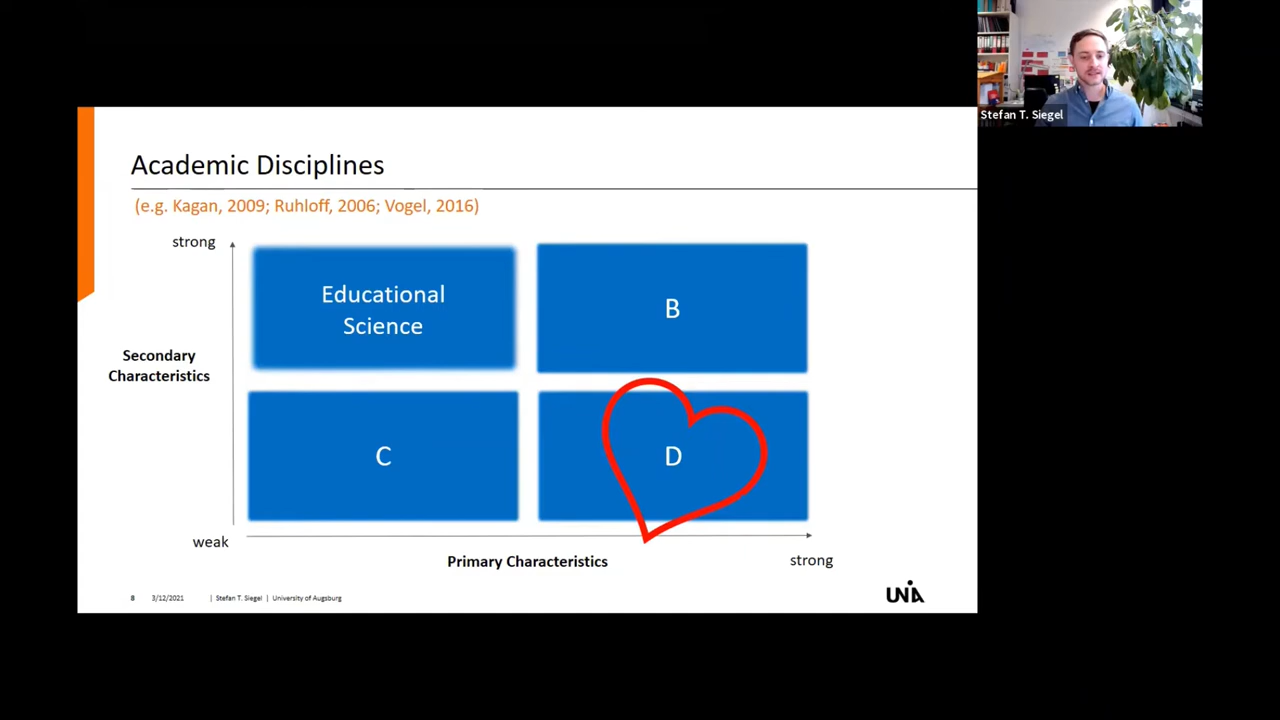 Stefan T. Siegel
Academic Disciplines
(e.g. Kagan, 2009; Ruhloff, 2006; Vogel, 2016)
strong
Secondary
Characteristics
Educational
Science
B
C
D
weak
Primary Characteristics
strong
8 3/12/2021 | Stefan T. Siegel | University of Augsburg
UNIA